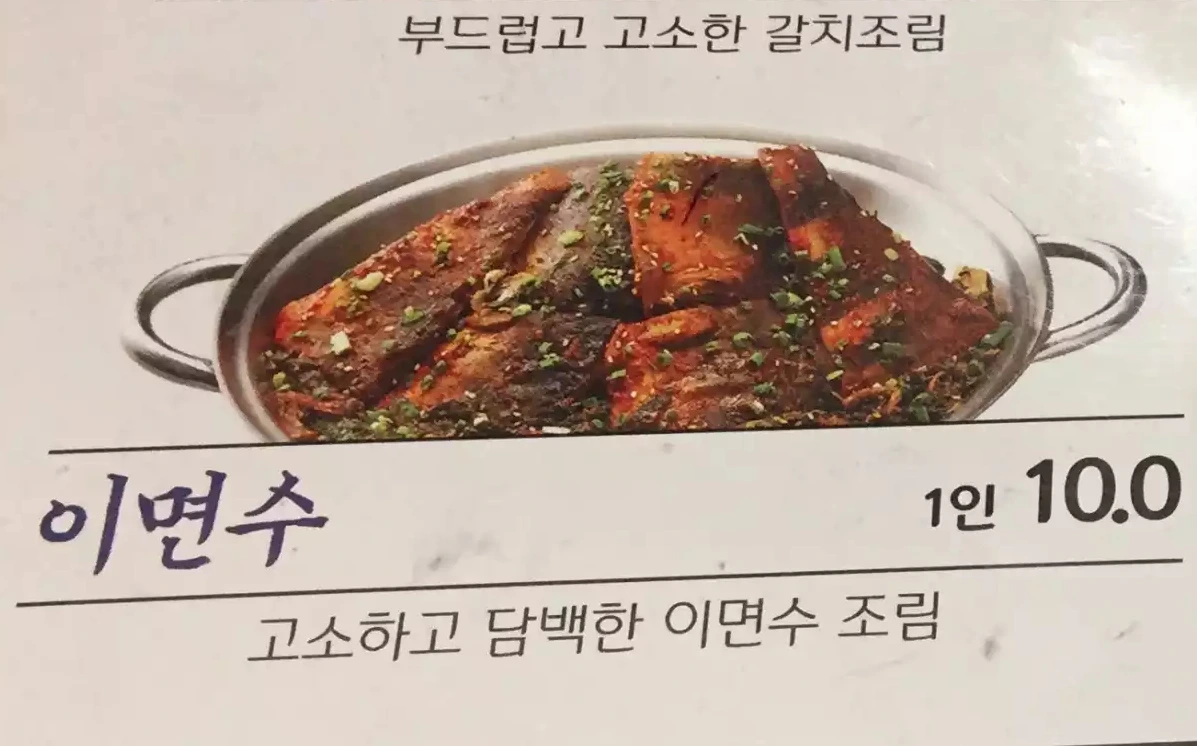 부드럽고 고소한 갈치조림
이면수 1인 10.0
고소하고 담백한 이면수 조림